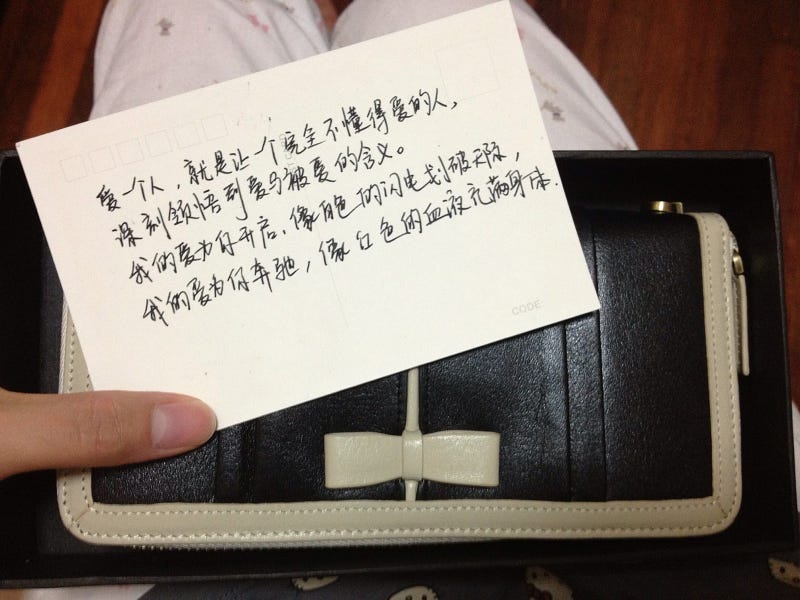 爱一个人，就是让一个完全不懂得爱的人，
深刻领悟到爱与被爱的含义。
我的爱为你开启，像白色的闪电划破天际，
我的爱为你奔驰，像红色的血液充满身体.
CODE: